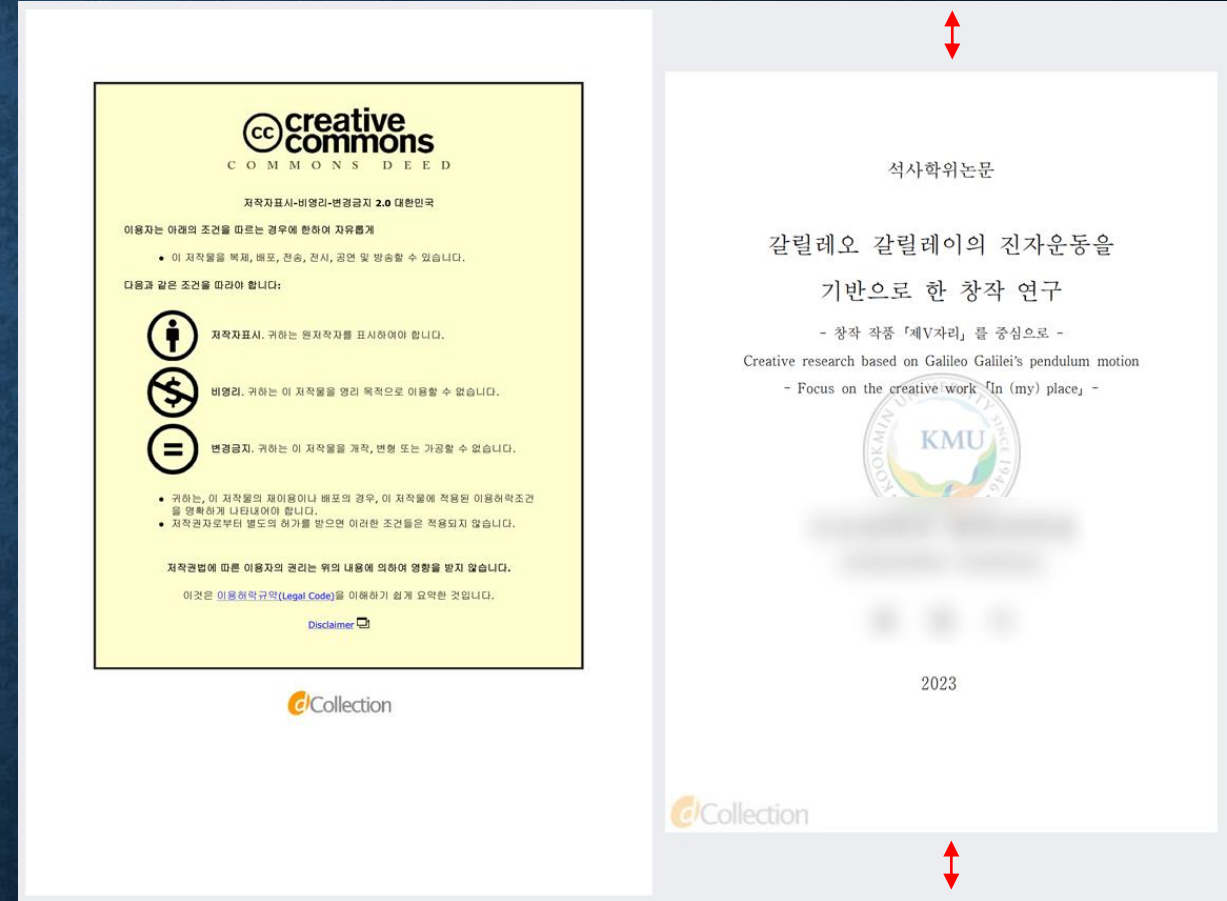 cc creative
commons
COMMONS DEED
저작자표시-비영리-변경금지 2.0 대한민국
이용자는 아래의 조건을 따르는 경우에 한하여 자유롭게
• 이 저작물을 복제, 배포, 전송, 전시, 공연 및 방송할 수 있습니다.
다음과 같은 조건을 따라야 합니다:
저작자표시. 귀하는 원저작자를 표시하여야 합니다.
비영리. 귀하는 이 저작물을 영리 목적으로 이용할 수 없습니다.
변경금지. 귀하는 이 저작물을 개작, 변형 또는 가공할 수 없습니다.
• 귀하는, 이 저작물의 재이용이나 배포의 경우, 이 저작물에 적용된 이용허락조건
을 명확하게 나타내어야 합니다.
• 저작권자로부터 별도의 허가를 받으면 이러한 조건들은 적용되지 않습니다.
저작권법에 따른 이용자의 권리는 위의 내용에 의하여 영향을 받지 않습니다.
이것은 이용허락규약(Legal Code)을 이해하기 쉽게 요약한 것입니다.
Disclaimer
dCollection
석사학위논문
갈릴레오 갈릴레이의 진자운동을
기반으로 한 창작 연구
- 창작 작품「제V자리」를 중심으로 -
Creative research based on Galileo Galilei's pendulum motion
- Focus on the creative work「In (my) place」-
KOOKMIN UNIVERSITY SINCE 1946
KMU
2023
dCollection